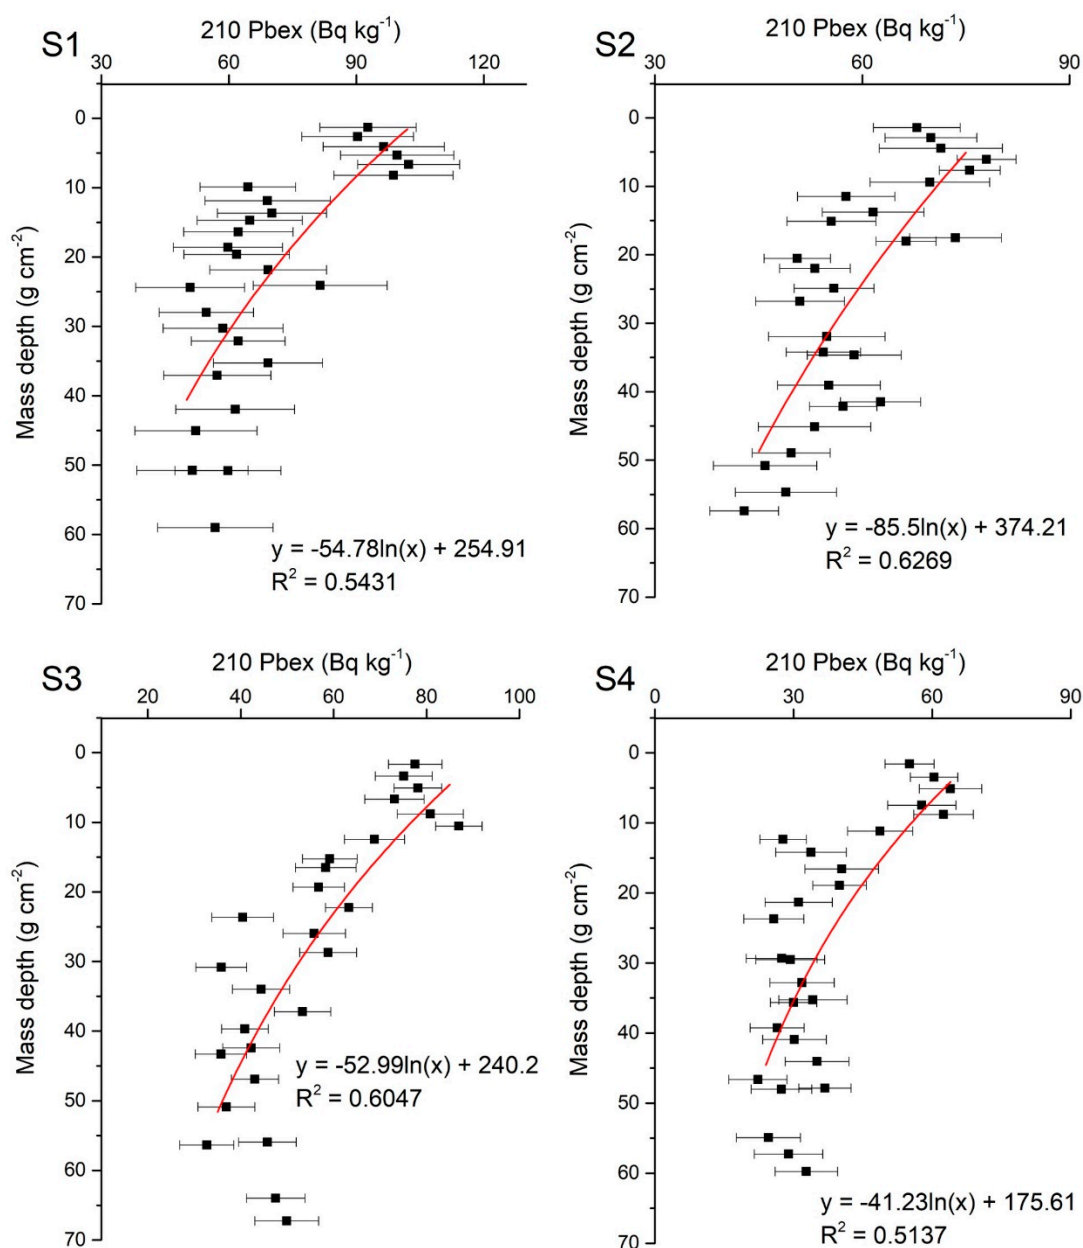 S1
210 Pbex (Bq kg⁻¹)
30 60 90 120
Mass depth (g cm⁻²)
0
10
20
30
40
50
60
70
y = -54.78ln(x) + 254.91
R² = 0.5431
S2
210 Pbex (Bq kg⁻¹)
30 60 90
Mass depth (g cm⁻²)
0
10
20
30
40
50
60
70
y = -85.5ln(x) + 374.21
R² = 0.6269
S3
210 Pbex (Bq kg⁻¹)
20 40 60 80 100
Mass depth (g cm⁻²)
0
10
20
30
40
50
60
70
y = -52.99ln(x) + 240.2
R² = 0.6047
S4
210 Pbex (Bq kg⁻¹)
0 30 60 90
Mass depth (g cm⁻²)
0
10
20
30
40
50
60
70
y = -41.23ln(x) + 175.61
R² = 0.5137